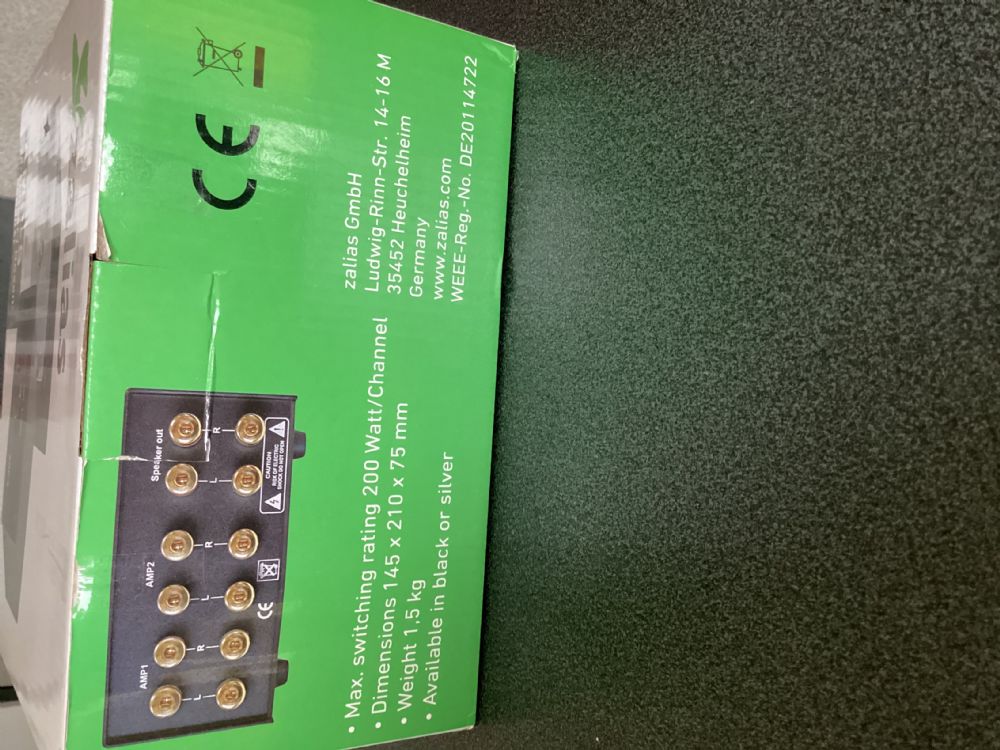 zalias
AMP1
AMP2
Speaker out
L
R
L
R
L
R
CE
CAUTION
RISK OF ELECTRIC
SHOCK DO NOT OPEN
• Max. switching rating 200 Watt/Channel
• Dimensions 145 x 210 x 75 mm
• Weight 1,5 kg
• Available in black or silver
CE
zalias GmbH
Ludwig-Rinn-Str. 14-16 M
35452 Heuchelheim
Germany
www.zalias.com
WEEE-Reg.-No. DE20114722